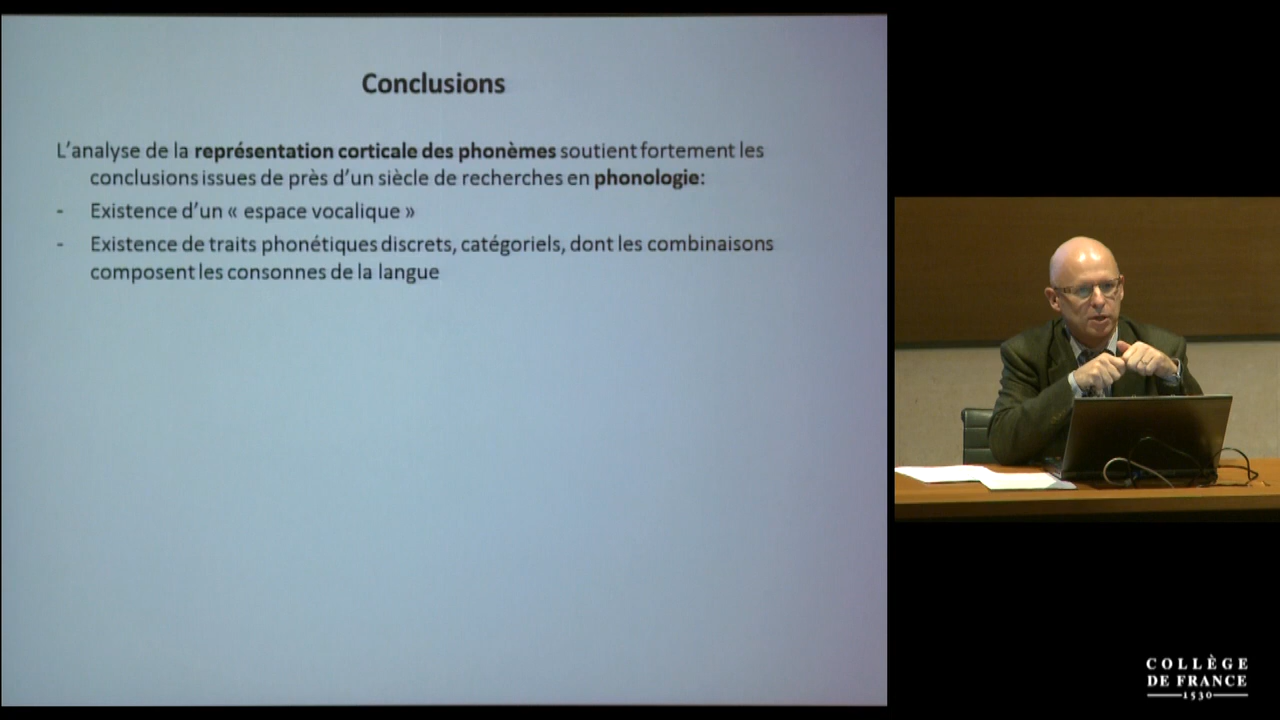 Conclusions
L'analyse de la représentation corticale des phonèmes soutient fortement les
conclusions issues de près d'un siècle de recherches en phonologie:
- Existence d'un « espace vocalique »
- Existence de traits phonétiques discrets, catégoriels, dont les combinaisons
composent les consonnes de la langue
COLLÈGE
DE FRANCE
1530